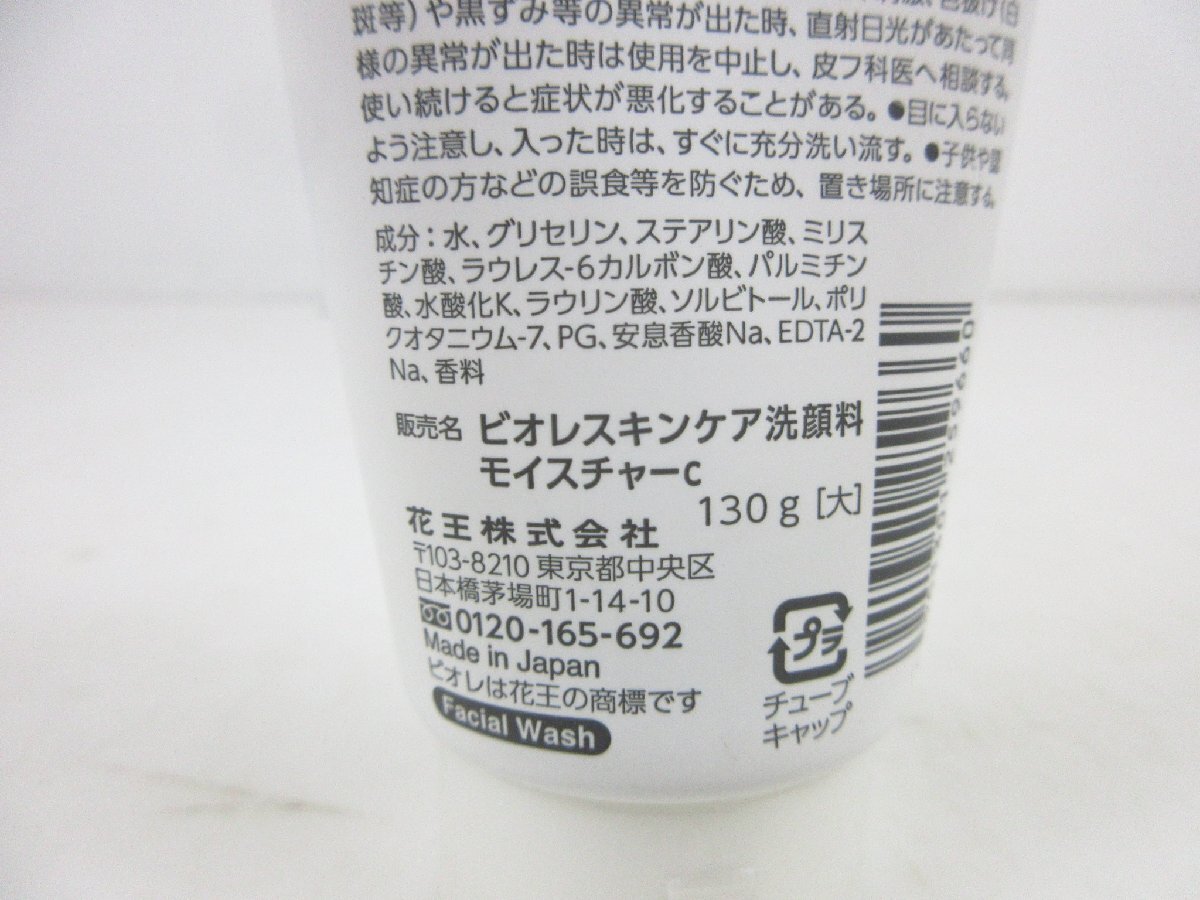 班等)や黒ずみ等の異常が出た時、直射日光があたって同
様の異常が出た時は使用を中止し、皮フ科医へ相談する。
使い続けると症状が悪化することがある。●目に入らない
よう注意し、入った時は、すぐに充分洗い流す。●子供や認
知症の方などの誤食等を防ぐため、置き場所に注意する。
成分:水、グリセリン、ステアリン酸、ミリス
チン酸、ラウレス-6カルボン酸、パルミチン
酸、水酸化K、ラウリン酸、ソルビトール、ポリ
クオタニウム-7、PG、安息香酸Na、EDTA-2
Na、香料
販売名 ビオレスキンケア洗顔料
モイスチャーc
130g[大]
花王株式会社
〒103-8210 東京都中央区
日本橋茅場町1-14-10
0120-165-692
Made in Japan
ビオレは花王の商標です
Facial Wash
プラ
チューブ
キャップ